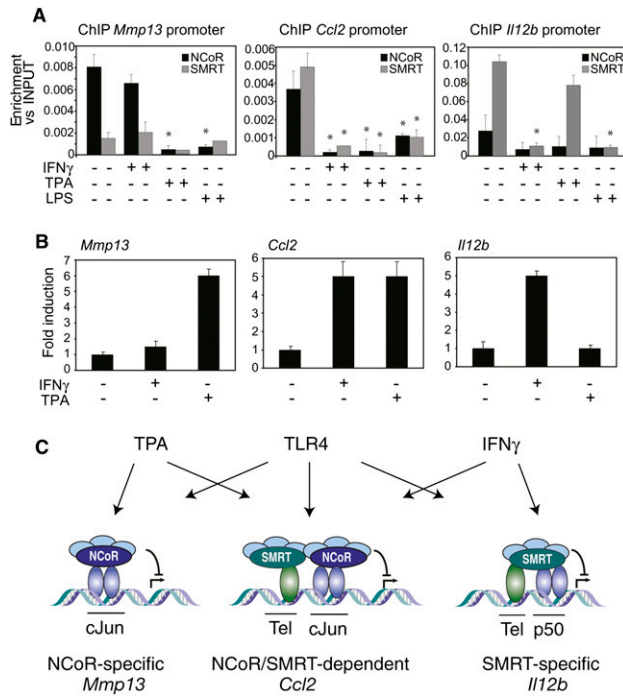 A
ChIP Mmp13 promoter
ChIP Ccl2 promoter
ChIP Il12b promoter
Enrichment
vs INPUT
0.010
0.008
0.006
0.004
0.002
0
NCoR
SMRT
*
*
0.006
0.005
0.004
0.003
0.002
0.001
0
NCoR
SMRT
* * * * * *
0.12
0.10
0.08
0.06
0.04
0.02
0
NCoR
SMRT
*
*
IFNγ - - + + - - - - - - + + - - - - - - + + - - - -
TPA - - - - + + - - - - - - + + - - - - - - + + - -
LPS - - - - - - + + - - - - - - + + - - - - - - + +
B
Mmp13
Ccl2
Il12b
Fold induction
7
6
5
4
3
2
1
0
6
5
4
3
2
1
0
6
5
4
3
2
1
0
IFNγ - + - - + - - + -
TPA - - + - - + - - +
C
TPA
TLR4
IFNγ
NCoR
SMRT
NCoR
SMRT
cJun
Tel
cJun
Tel
p50
NCoR-specific
Mmp13
NCoR/SMRT-dependent
Ccl2
SMRT-specific
Il12b